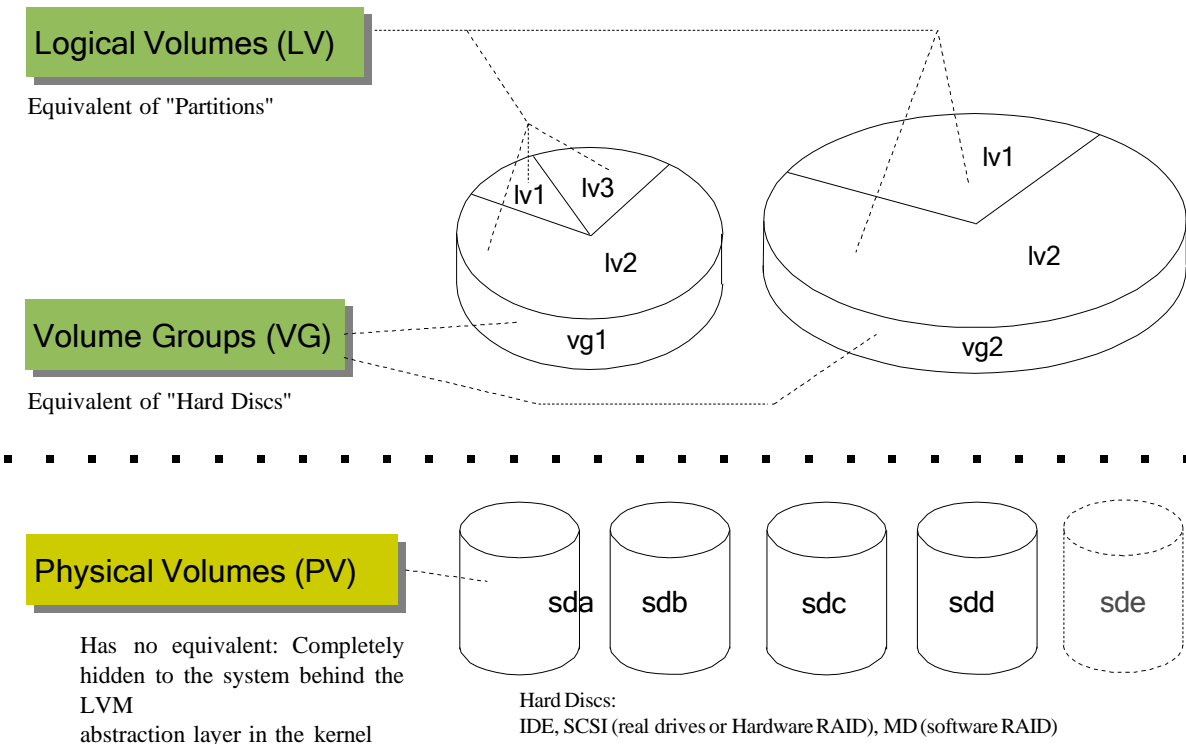 Logical Volumes (LV)
Equivalent of "Partitions"
lv1
lv3
lv2
vg1
lv1
lv2
vg2
Volume Groups (VG)
Equivalent of "Hard Discs"
Physical Volumes (PV)
Has no equivalent: Completely
hidden to the system behind the
LVM
abstraction layer in the kernel
sda
sdb
sdc
sdd
sde
Hard Discs:
IDE, SCSI (real drives or Hardware RAID), MD (software RAID)